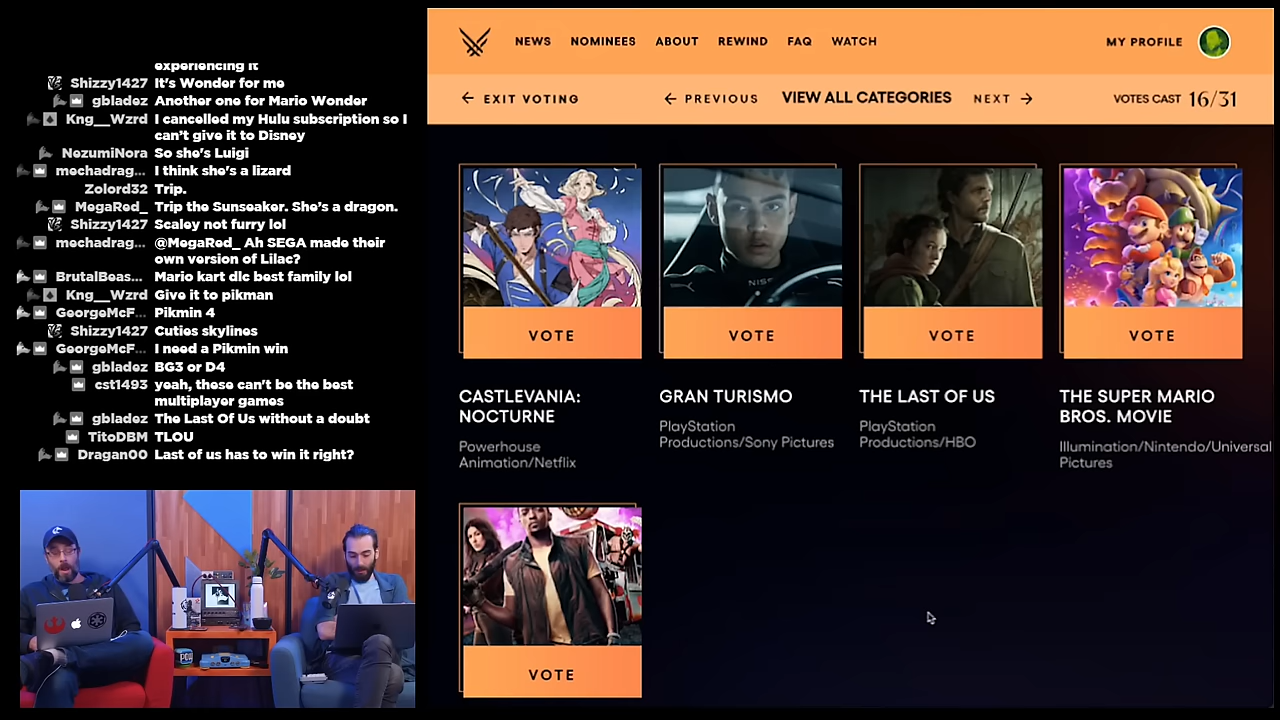 experiencing it
Shizzy1427 It's Wonder for me
gbladez Another one for Mario Wonder
Kng__Wzrd I cancelled my Hulu subscription so I
can't give it to Disney
NezumiNora So she's Luigi
mechadrag... I think she's a lizard
Zolord32 Trip.
MegaRed_ Trip the Sunseaker. She's a dragon.
Shizzy1427 Scaley not furry lol
mechadrag... @MegaRed_ Ah SEGA made their
own version of Lilac?
BrutalBeas... Mario kart dlc best family lol
Kng__Wzrd Give it to pikman
GeorgeMcF... Pikmin 4
Shizzy1427 Cuties skylines
GeorgeMcF... I need a Pikmin win
gbladez BG3 or D4
cst1493 yeah, these can't be the best
multiplayer games
gbladez The Last Of Us without a doubt
TitoDBM TLOU
Dragan00 Last of us has to win it right?
NEWS NOMINEES ABOUT REWIND FAQ WATCH MY PROFILE
← EXIT VOTING ← PREVIOUS VIEW ALL CATEGORIES NEXT → VOTES CAST 16/31
NISS
VOTE VOTE VOTE VOTE
CASTLEVANIA:
NOCTURNE
Powerhouse
Animation/Netflix
GRAN TURISMO
PlayStation
Productions/Sony Pictures
THE LAST OF US
PlayStation
Productions/HBO
THE SUPER MARIO
BROS. MOVIE
Illumination/Nintendo/Universal
Pictures
VOTE
POW